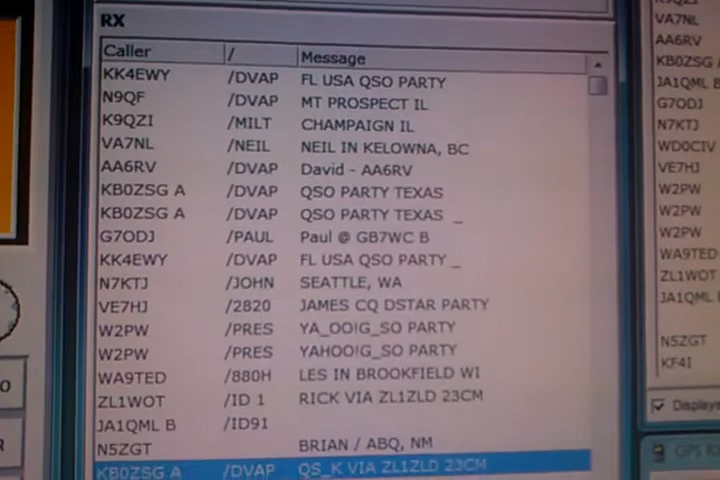 RX
Caller / Message
KK4EWY /DVAP FL USA QSO PARTY
N9QF /DVAP MT PROSPECT IL
K9QZI /MILT CHAMPAIGN IL
VA7NL /NEIL NEIL IN KELOWNA, BC
AA6RV /DVAP David - AA6RV
KB0ZSG A /DVAP QSO PARTY TEXAS
KB0ZSG A /DVAP QSO PARTY TEXAS _
G7ODJ /PAUL Paul @ GB7WC B
KK4EWY /DVAP FL USA QSO PARTY _
N7KTJ /JOHN SEATTLE, WA
VE7HJ /2820 JAMES CQ DSTAR PARTY
W2PW /PRES YA_OO!G_SO PARTY
W2PW /PRES YAHOO!G_SO PARTY
WA9TED /880H LES IN BROOKFIELD WI
ZL1WOT /ID 1 RICK VIA ZL1ZLD 23CM
JA1QML B /ID91
N5ZGT BRIAN / ABQ, NM
KB0ZSG A /DVAP QS_K VIA ZL1ZLD 23CM
VA7NL
AA6RV
KB0ZSG
JA1QML B
G7ODJ
N7KTJ
WD0CIV
VE7HJ
W2PW
W2PW
W2PW
WA9TED
ZL1WOT
JA1QML
N5ZGT
KF4I